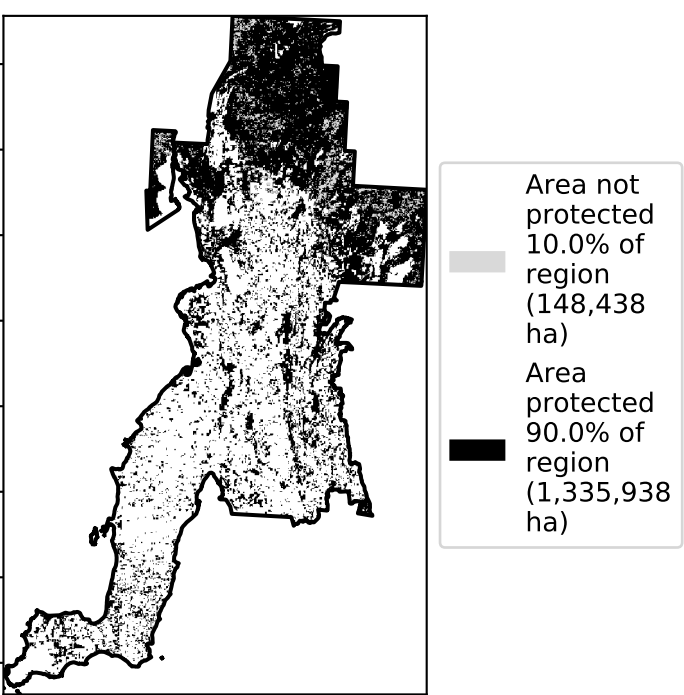 Area not
protected
10.0% of
region
(148,438
ha)
Area
protected
90.0% of
region
(1,335,938
ha)